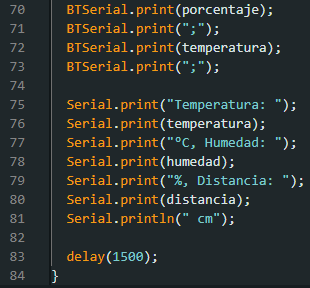 70 BTSerial.print(porcentaje);
71 BTSerial.print(";");
72 BTSerial.print(temperatura);
73 BTSerial.print(";");
74
75 Serial.print("Temperatura: ");
76 Serial.print(temperatura);
77 Serial.print("°C, Humedad: ");
78 Serial.print(humedad);
79 Serial.print("%, Distancia: ");
80 Serial.print(distancia);
81 Serial.println(" cm");
82
83 delay(1500);
84 }